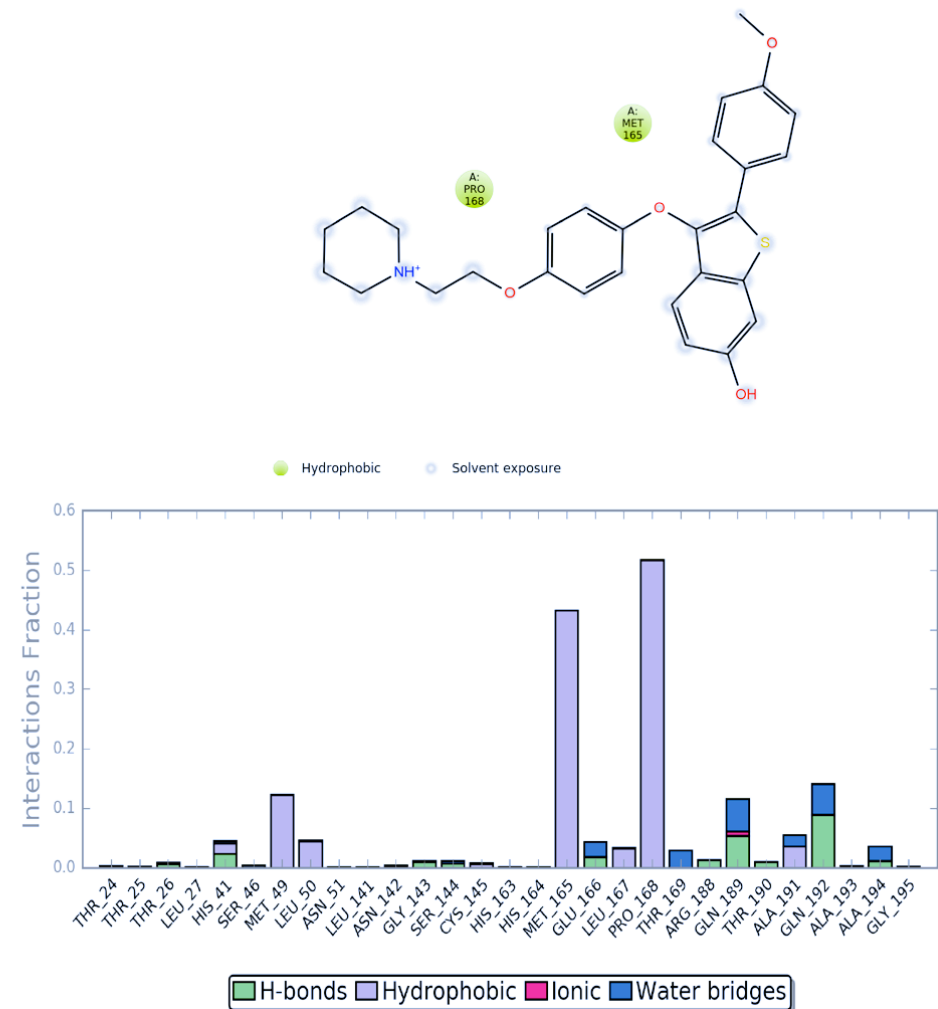 O
A:
MET
165
A:
PRO
168
O
S
NH⁺
O
OH
Hydrophobic
Solvent exposure
Interactions Fraction
0.6
0.5
0.4
0.3
0.2
0.1
0.0
THR_24
THR_25
THR_26
LEU_27
HIS_41
SER_46
MET_49
LEU_50
ASN_51
LEU_141
ASN_142
GLY_143
SER_144
CYS_145
HIS_163
HIS_164
MET_165
GLU_166
LEU_167
PRO_168
THR_169
ARG_188
GLN_189
THR_190
ALA_191
GLN_192
ALA_193
ALA_194
GLY_195
H-bonds Hydrophobic Ionic Water bridges